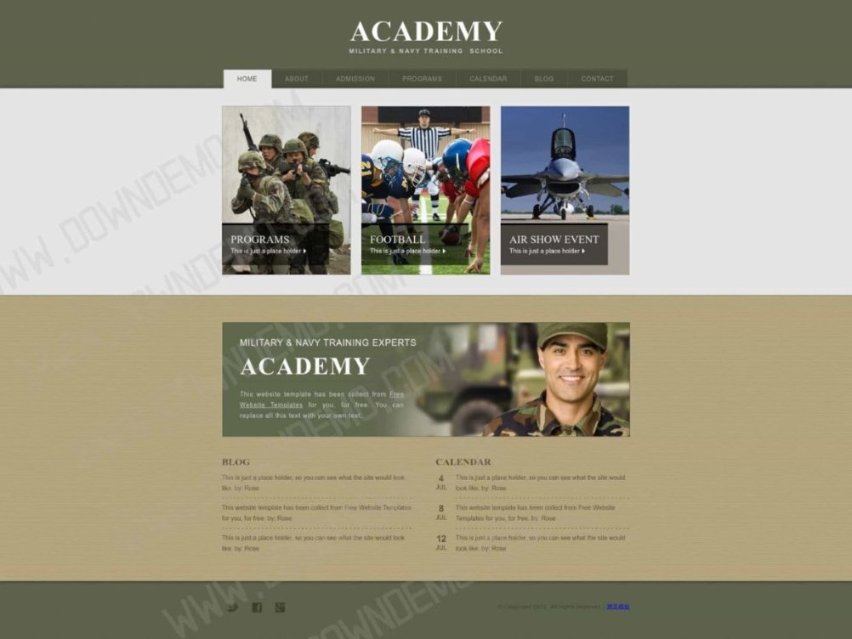 ACADEMY
MILITARY & NAVY TRAINING SCHOOL
HOME ABOUT ADMISSION PROGRAMS CALENDAR BLOG CONTACT
PROGRAMS
This is just a place holder
FOOTBALL
This is just a place holder
AIR SHOW EVENT
This is just a place holder
MILITARY & NAVY TRAINING EXPERTS
ACADEMY
This website template has been collect from Free
Website Templates for you, for free. You can
replace all this text with your own text.
BLOG
This is just a place holder, so you can see what the site would look
like. by: Rose
This website template has been collect from Free Website Templates
for you, for free. by: Rose
This is just a place holder, so you can see what the site would look
like. by: Rose
CALENDAR
4
JUL
This is just a place holder, so you can see what the site would
look like. by: Rose
8
JUL
This website template has been collect from Free Website
Templates for you, for free. by: Rose
12
JUL
This is just a place holder, so you can see what the site would
look like. by: Rose
All rights reserved
WWW.DOWNDEMO.COM